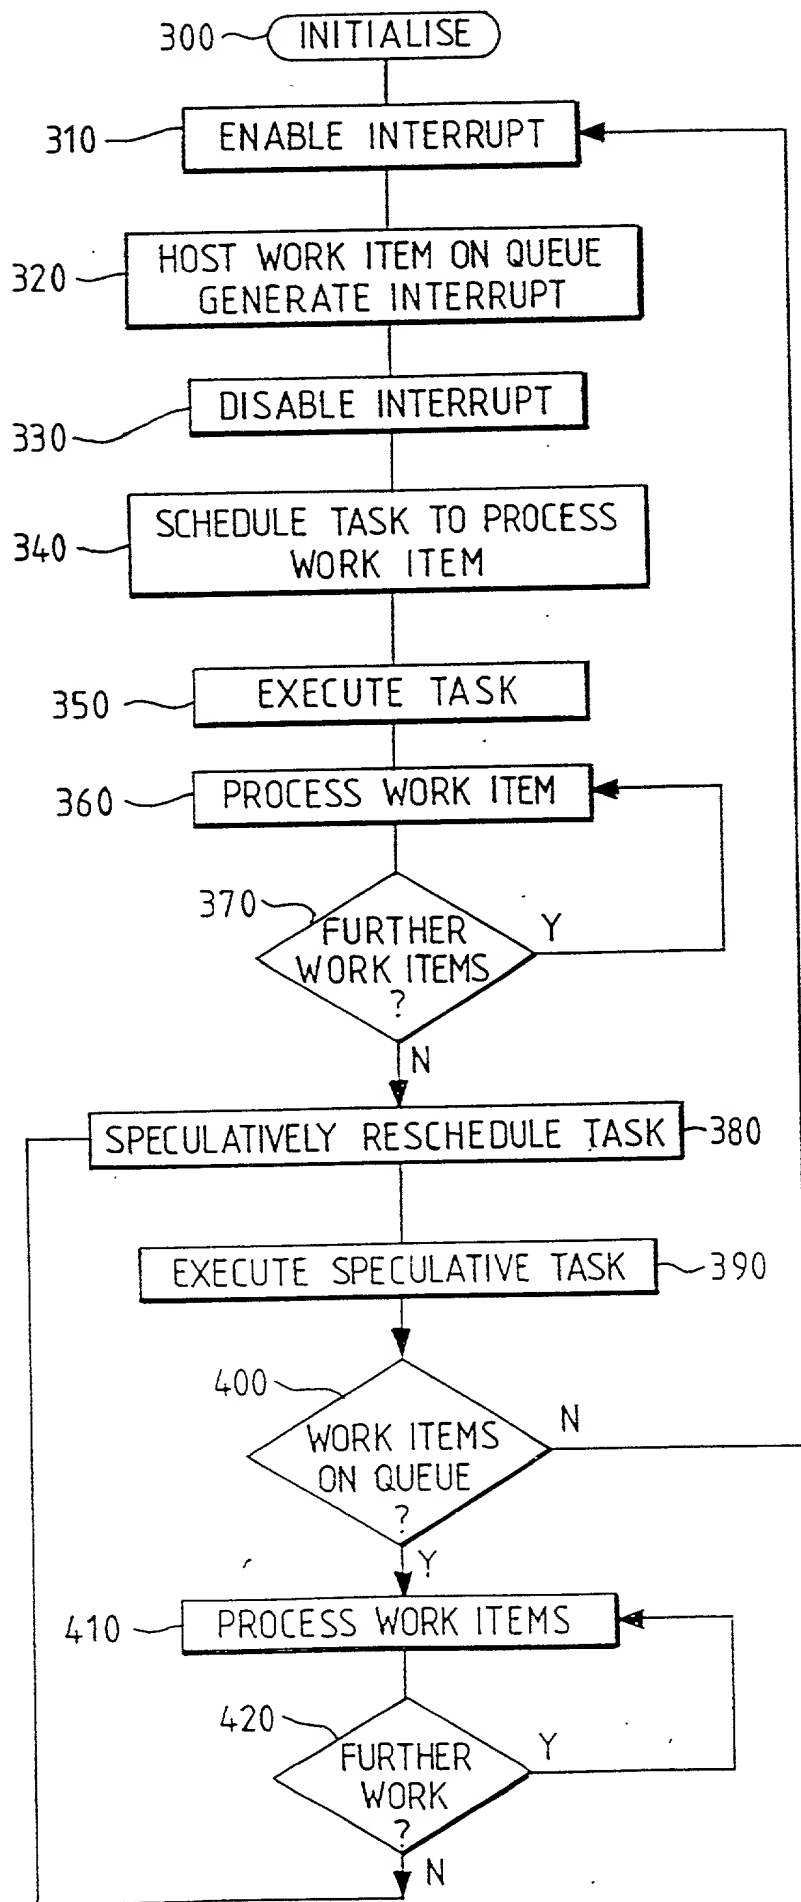 300 INITIALISE
310 ENABLE INTERRUPT
320 HOST WORK ITEM ON QUEUE
GENERATE INTERRUPT
330 DISABLE INTERRUPT
340 SCHEDULE TASK TO PROCESS
WORK ITEM
350 EXECUTE TASK
360 PROCESS WORK ITEM
370 FURTHER
WORK ITEMS
?
Y
N
SPECULATIVELY RESCHEDULE TASK 380
EXECUTE SPECULATIVE TASK 390
400 WORK ITEMS
ON QUEUE
?
N
Y
410 PROCESS WORK ITEMS
420 FURTHER
WORK
?
Y
N